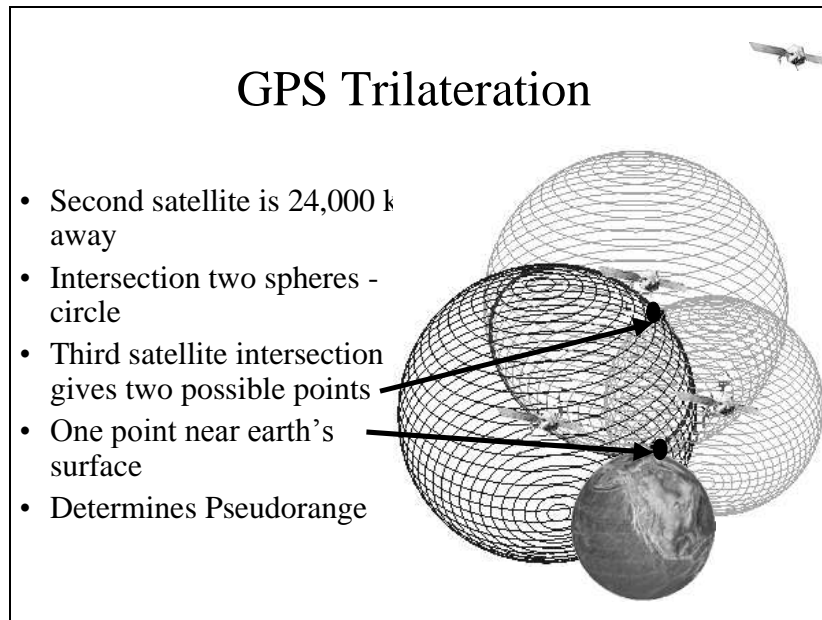 GPS Trilateration
• Second satellite is 24,000 k
away
• Intersection two spheres -
circle
• Third satellite intersection
gives two possible points
• One point near earth's
surface
• Determines Pseudorange